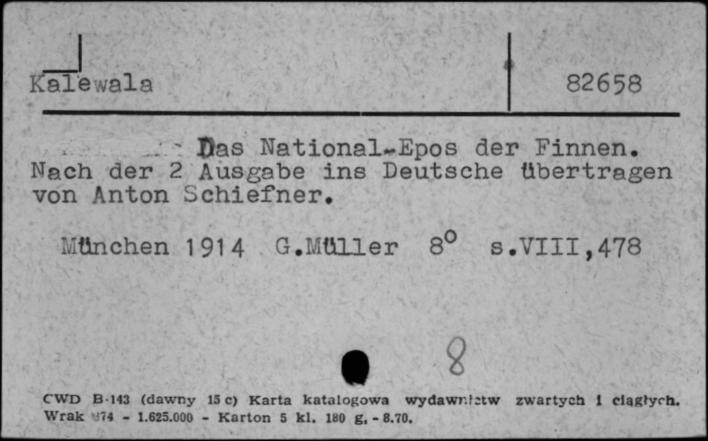 Kalewala 82658
Das National-Epos der Finnen.
Nach der 2 Ausgabe ins Deutsche übertragen
von Anton Schiefner.
München 1914 G.Müller 8° s.VIII,478
8
CWD B-143 (dawny 15 c) Karta katalogowa wydawnictw zwartych i ciągłych.
Wrak 874 - 1.625.000 - Karton 5 kl. 180 g. - 8.70.